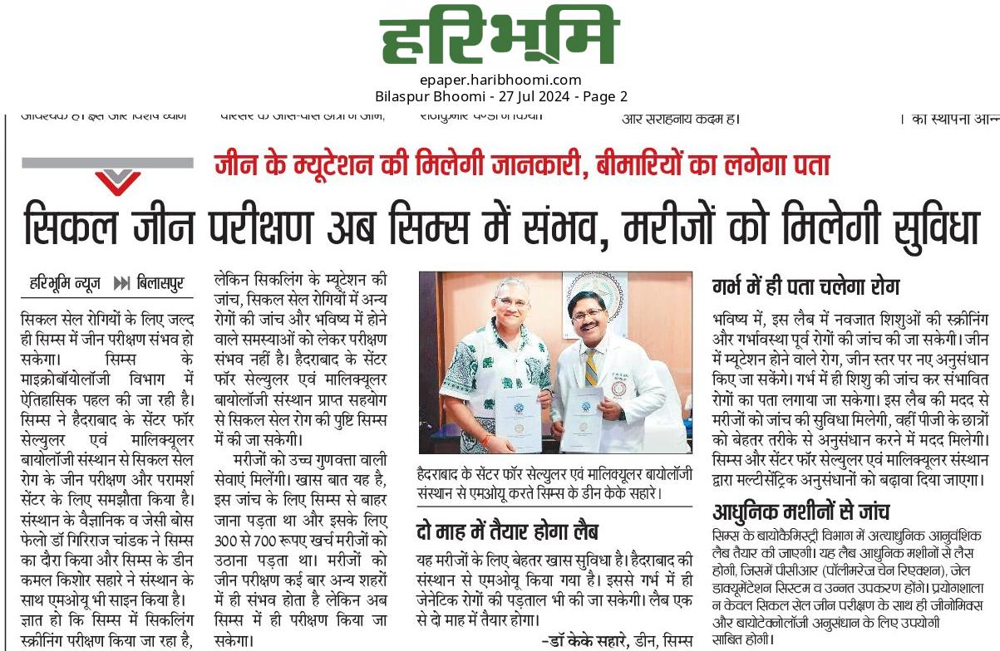 हरिभूमि
epaper.haribhoomi.com
Bilaspur Bhoomi - 27 Jul 2024 - Page 2
और सराहनीय कदम है।
। की स्थापना
जीन के म्यूटेशन की मिलेगी जानकारी, बीमारियों का लगेगा पता
सिकल जीन परीक्षण अब सिम्स में संभव, मरीजों को मिलेगी सुविधा
हरिभूमि न्यूज बिलासपुर
सिकल सेल रोगियों के लिए जल्द
ही सिम्स में जीन परीक्षण संभव हो
सकेगा। सिम्स के
माइक्रोबॉयोलॉजी विभाग में
ऐतिहासिक पहल की जा रही है।
सिम्स ने हैदराबाद के सेंटर फॉर
सेल्युलर एवं मालिक्यूलर
बायोलॉजी संस्थान से सिकल सेल
रोग के जीन परीक्षण और परामर्श
सेंटर के लिए समझौता किया है।
संस्थान के वैज्ञानिक व जेसी बोस
फेलो डॉ गिरिराज चांडक ने सिम्स
का दौरा किया और सिम्स के डीन
कमल किशोर सहारे ने संस्थान के
साथ एमओयू भी साइन किया है।
ज्ञात हो कि सिम्स में सिकलिंग
स्क्रीनिंग परीक्षण किया जा रहा है,
लेकिन सिकलिंग के म्यूटेशन की
जांच, सिकल सेल रोगियों में अन्य
रोगों की जांच और भविष्य में होने
वाले समस्याओं को लेकर परीक्षण
संभव नहीं है। हैदराबाद के सेंटर
फॉर सेल्युलर एवं मालिक्यूलर
बायोलॉजी संस्थान प्राप्त सहयोग
से सिकल सेल रोग की पुष्टि सिम्स
में की जा सकेगी।
मरीजों को उच्च गुणवत्ता वाली
सेवाएं मिलेंगी। खास बात यह है,
इस जांच के लिए सिम्स से बाहर
जाना पड़ता था और इसके लिए
300 से 700 रूपए खर्च मरीजों को
उठाना पड़ता था। मरीजों को
जीन परीक्षण कई बार अन्य शहरों
में ही संभव होता है लेकिन अब
सिम्स में ही परीक्षण किया जा
सकेगा।
हैदराबाद के सेंटर फॉर सेल्युलर एवं मालिक्यूलर बायोलॉजी
संस्थान से एमओयू करते सिम्स के डीन केके सहारे।
दो माह में तैयार होगा लैब
यह मरीजों के लिए बेहतर खास सुविधा है। हैदराबाद की
संस्थान से एमओयू किया गया है। इससे गर्भ में ही
जेनेटिक रोगों की पड़ताल भी की जा सकेगी। लैब एक
से दो माह में तैयार होगा।
-डॉ केके सहारे, डीन, सिम्स
गर्भ में ही पता चलेगा रोग
भविष्य में, इस लैब में नवजात शिशुओं की स्क्रीनिंग
और गर्भावस्था पूर्व रोगों की जांच की जा सकेगी। जीन
में म्यूटेशन होने वाले रोग, जीन स्तर पर नए अनुसंधान
किए जा सकेंगे। गर्भ में ही शिशु की जांच कर संभावित
रोगों का पता लगाया जा सकेगा। इस लैब की मदद से
मरीजों को जांच की सुविधा मिलेगी, वहीं पीजी के छात्रों
को बेहतर तरीके से अनुसंधान करने में मदद मिलेगी।
सिम्स और सेंटर फॉर सेल्युलर एवं मालिक्युलर संस्थान
द्वारा मल्टीसेंट्रिक अनुसंधानों को बढ़ावा दिया जाएगा।
आधुनिक मशीनों से जांच
सिम्स के बायोकैमिस्ट्री विभाग में अत्याधुनिक आनुवंशिक
लैब तैयार की जाएगी। यह लैब आधुनिक मशीनों से लैस
होगी, जिसमें पीसीआर (पॉलीमरेज चेन रिएक्शन), जेल
डाक्यूमेंटेशन सिस्टम व उन्नत उपकरण होंगे। प्रयोगशाला
न केवल सिकल सेल जीन परीक्षण के साथ ही जीनोमिक्स
और बायोटेक्नोलॉजी अनुसंधान के लिए उपयोगी
साबित होगी।